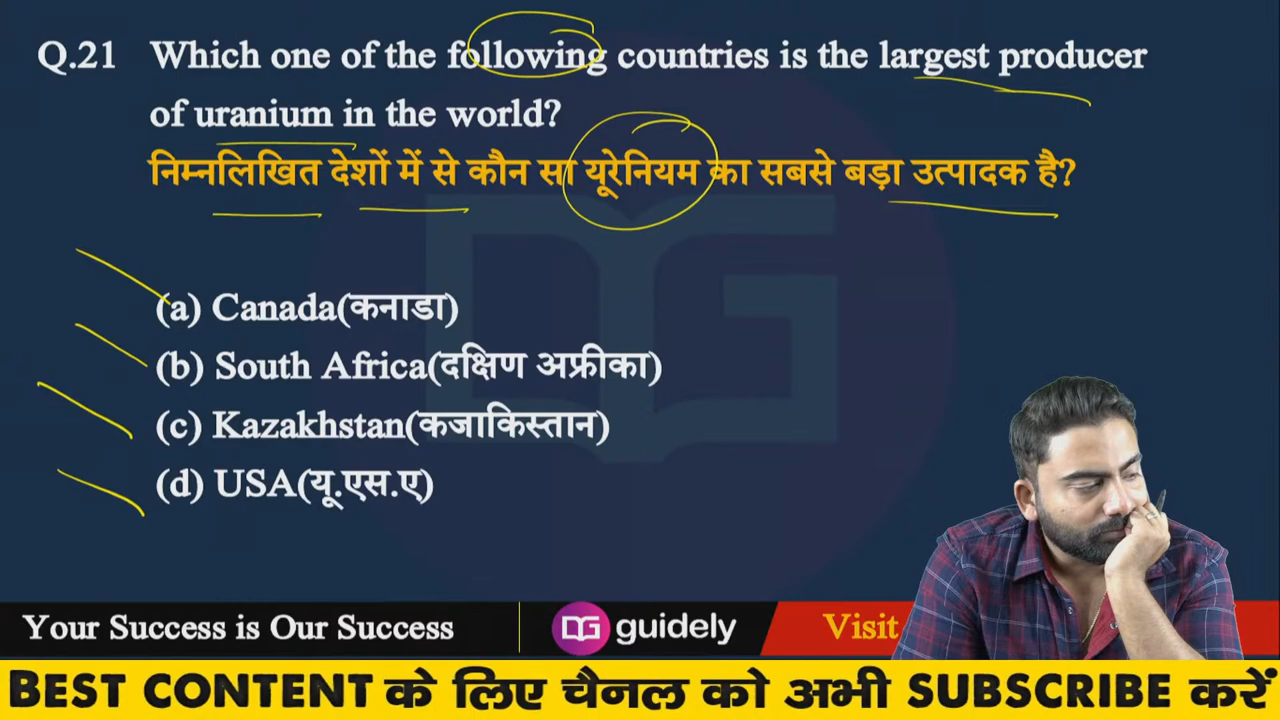 Q.21 Which one of the following countries is the largest producer
of uranium in the world?
निम्नलिखित देशों में से कौन सा यूरेनियम का सबसे बड़ा उत्पादक है?
(a) Canada(कनाडा)
(b) South Africa(दक्षिण अफ्रीका)
(c) Kazakhstan(कजाकिस्तान)
(d) USA(यू.एस.ए)
Your Success is Our Success
DG guidely
Visit
BEST CONTENT के लिए चैनल को अभी SUBSCRIBE करें